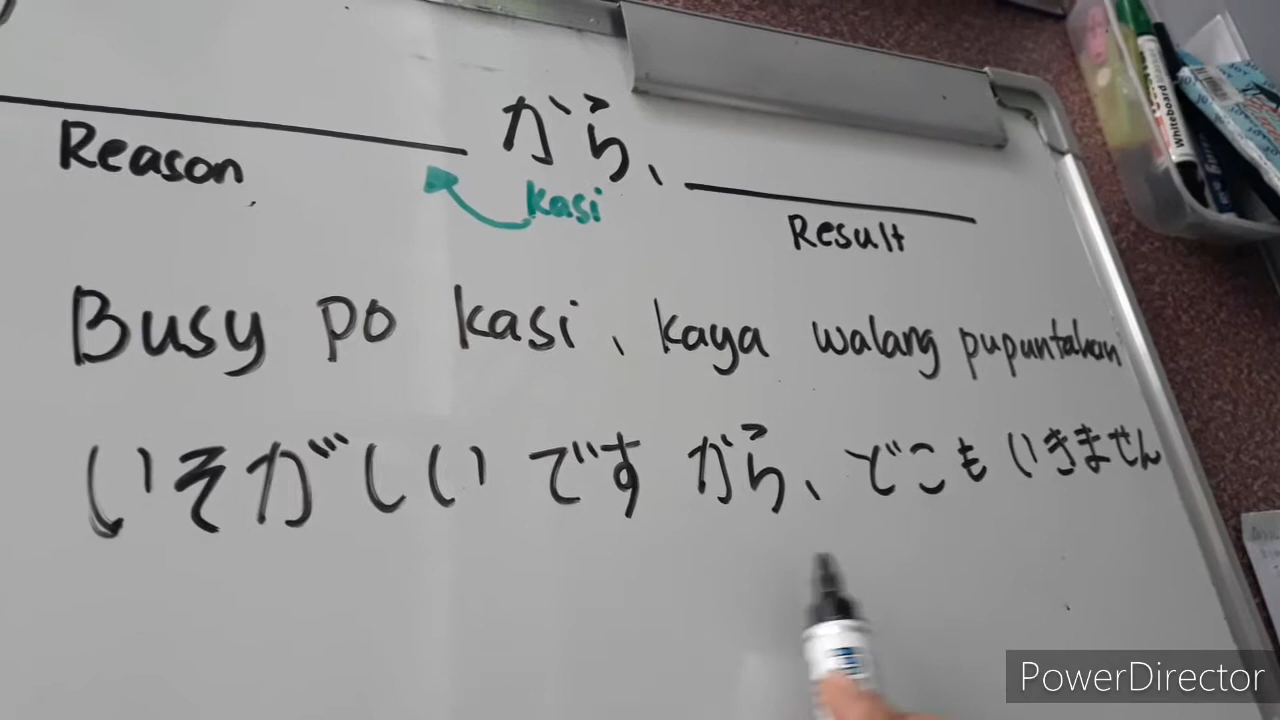 から、
Reason kasi Result
Busy po kasi、kaya walang pupuntahan
いそがしいですから、どこもいきません
whiteboard
PowerDirector